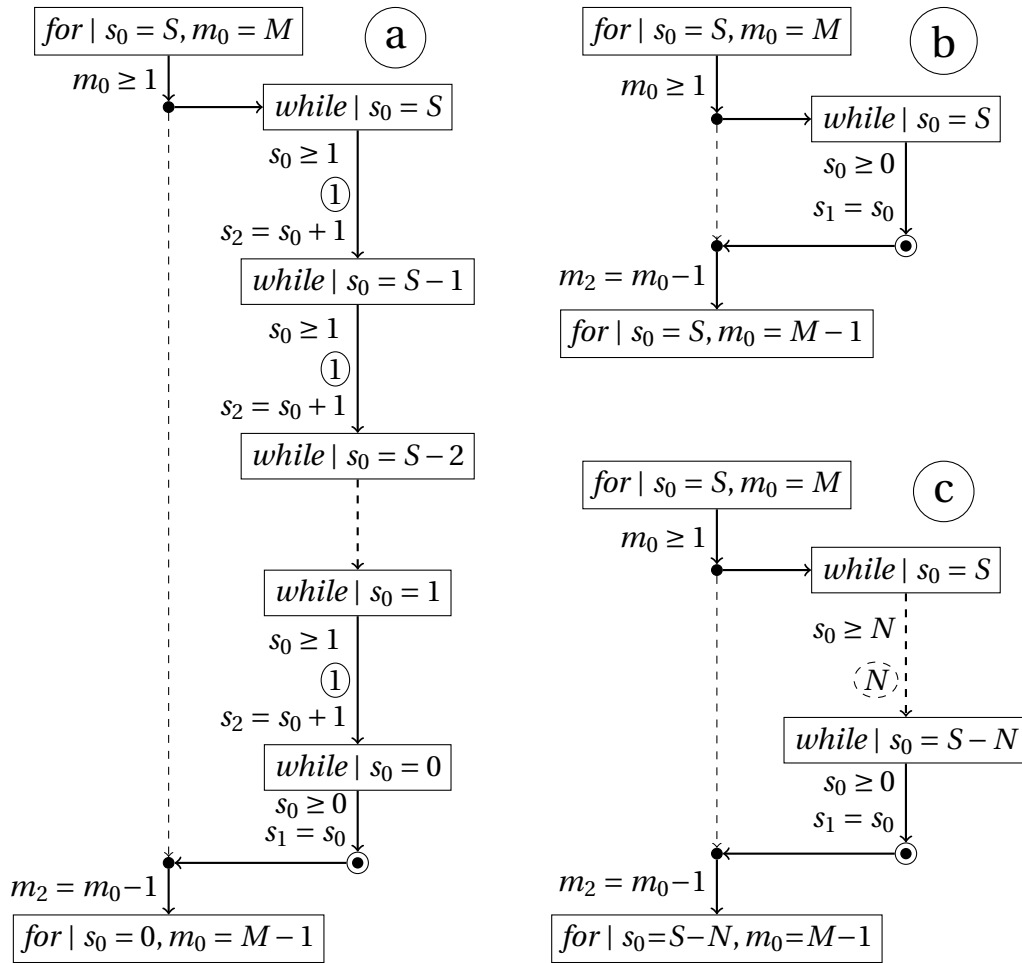 for | s₀ = S, m₀ = M
a
m₀ ≥ 1
while | s₀ = S
s₀ ≥ 1
1
s₂ = s₀ + 1
while | s₀ = S − 1
s₀ ≥ 1
1
s₂ = s₀ + 1
while | s₀ = S − 2
while | s₀ = 1
s₀ ≥ 1
1
s₂ = s₀ + 1
while | s₀ = 0
s₀ ≥ 0
s₁ = s₀
m₂ = m₀−1
for | s₀ = 0, m₀ = M − 1
for | s₀ = S, m₀ = M
b
m₀ ≥ 1
while | s₀ = S
s₀ ≥ 0
s₁ = s₀
m₂ = m₀−1
for | s₀ = S, m₀ = M − 1
for | s₀ = S, m₀ = M
c
m₀ ≥ 1
while | s₀ = S
s₀ ≥ N
N
while | s₀ = S − N
s₀ ≥ 0
s₁ = s₀
m₂ = m₀−1
for | s₀=S−N, m₀=M−1